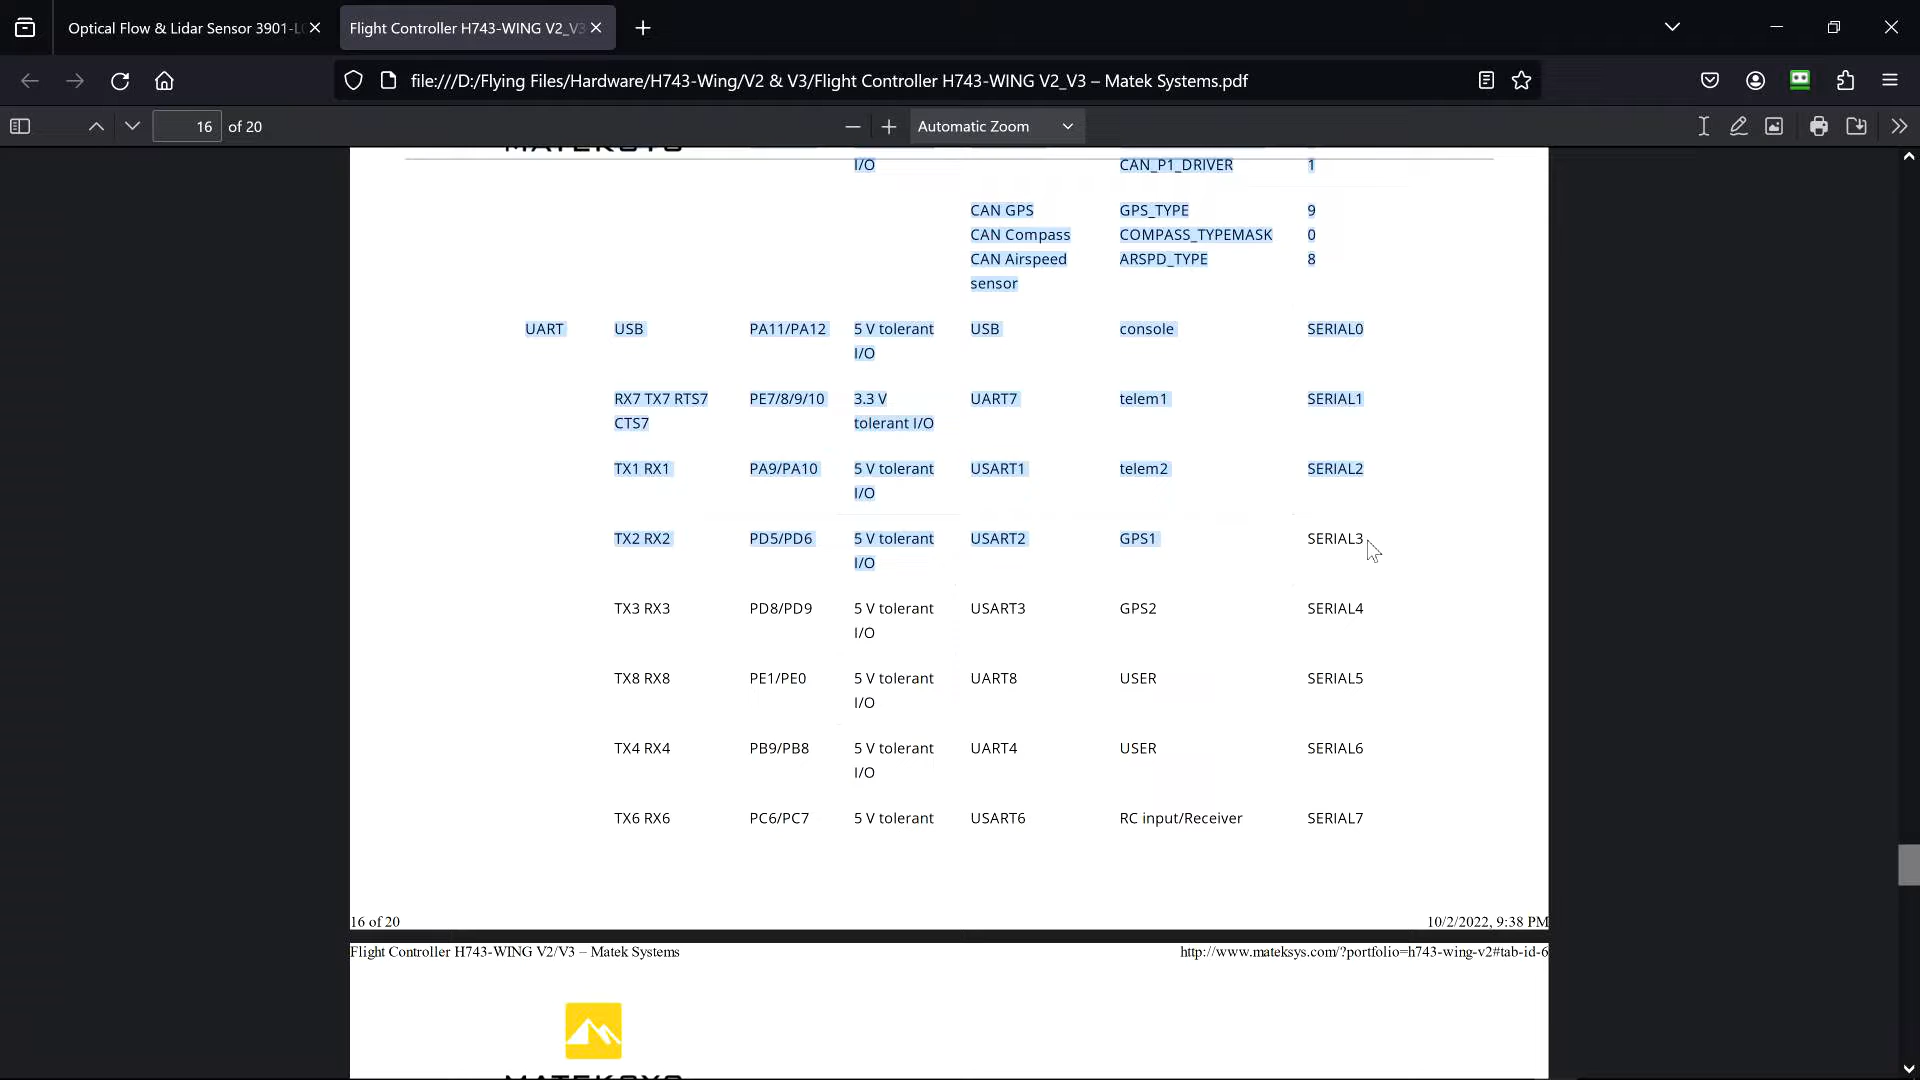 Optical Flow & Lidar Sensor 3901-L0
Flight Controller H743-WING V2_V3
file:///D:/Flying Files/Hardware/H743-Wing/V2 & V3/Flight Controller H743-WING V2_V3 – Matek Systems.pdf
16 of 20
Automatic Zoom
MATEKSYS
I/O CAN_P1_DRIVER 1
CAN GPS GPS_TYPE 9
CAN Compass COMPASS_TYPEMASK 0
CAN Airspeed ARSPD_TYPE 8
sensor
UART USB PA11/PA12 5 V tolerant USB console SERIAL0
I/O
RX7 TX7 RTS7 PE7/8/9/10 3.3 V UART7 telem1 SERIAL1
CTS7 tolerant I/O
TX1 RX1 PA9/PA10 5 V tolerant USART1 telem2 SERIAL2
I/O
TX2 RX2 PD5/PD6 5 V tolerant USART2 GPS1 SERIAL3
I/O
TX3 RX3 PD8/PD9 5 V tolerant USART3 GPS2 SERIAL4
I/O
TX8 RX8 PE1/PE0 5 V tolerant UART8 USER SERIAL5
I/O
TX4 RX4 PB9/PB8 5 V tolerant UART4 USER SERIAL6
I/O
TX6 RX6 PC6/PC7 5 V tolerant USART6 RC input/Receiver SERIAL7
16 of 20 10/2/2022, 9:38 PM
Flight Controller H743-WING V2/V3 – Matek Systems http://www.mateksys.com/?portfolio=h743-wing-v2#tab-id-6
MATEKSYS